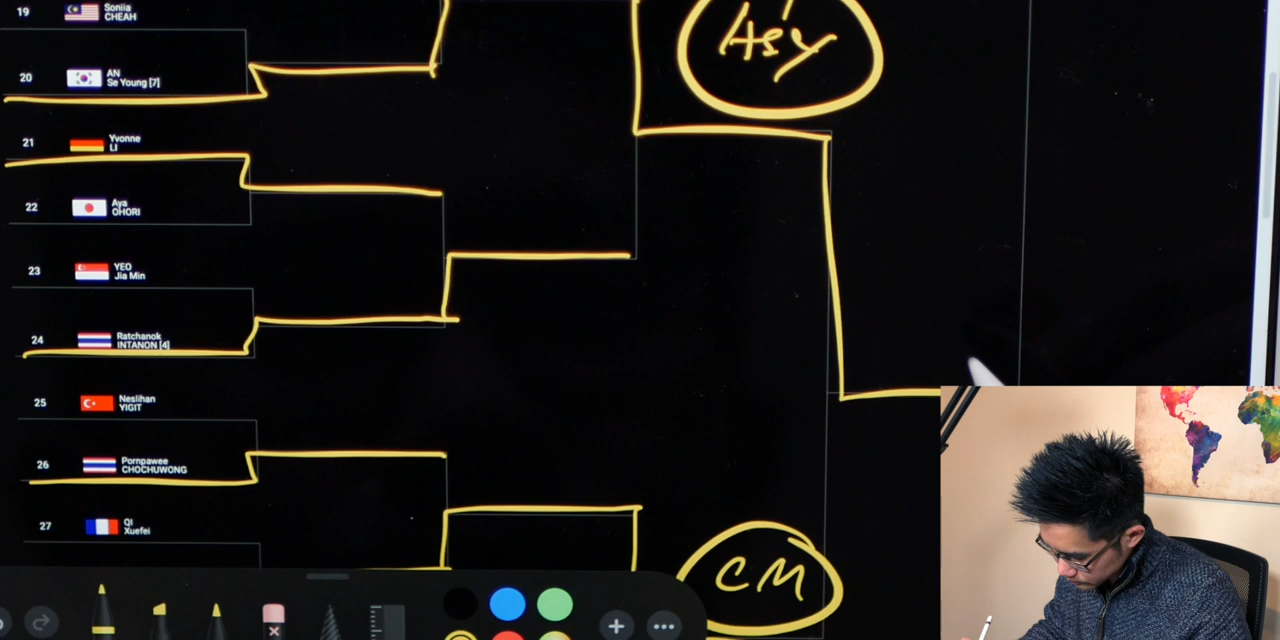 19 Soniia
CHEAH
20 AN
Se Young [7]
21 Yvonne
LI
22 Aya
OHORI
23 YEO
Jia Min
24 Ratchanok
INTANON [4]
25 Neslihan
YIGIT
26 Pornpawee
CHOCHUWONG
27 QI
Xuefei
HSY
CM